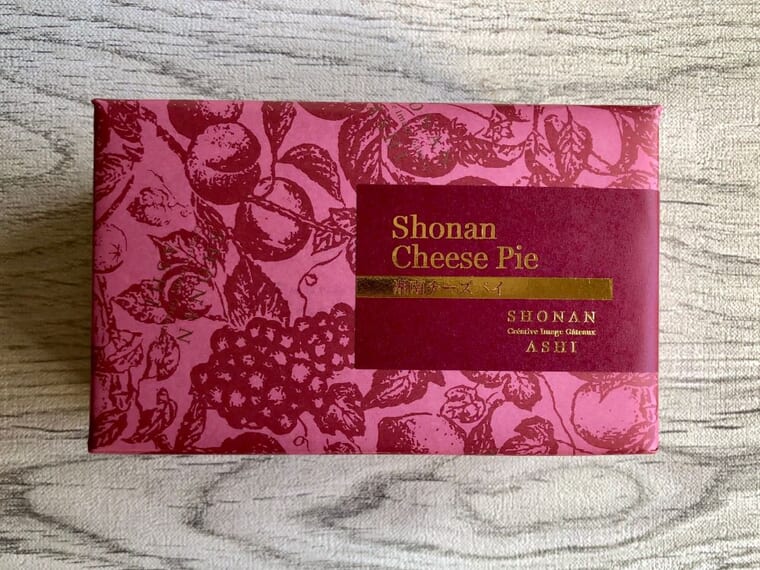 Shonan
Cheese Pie
湘南チーズパイ
SHONAN
Créative Image Gâteaux
ASHI